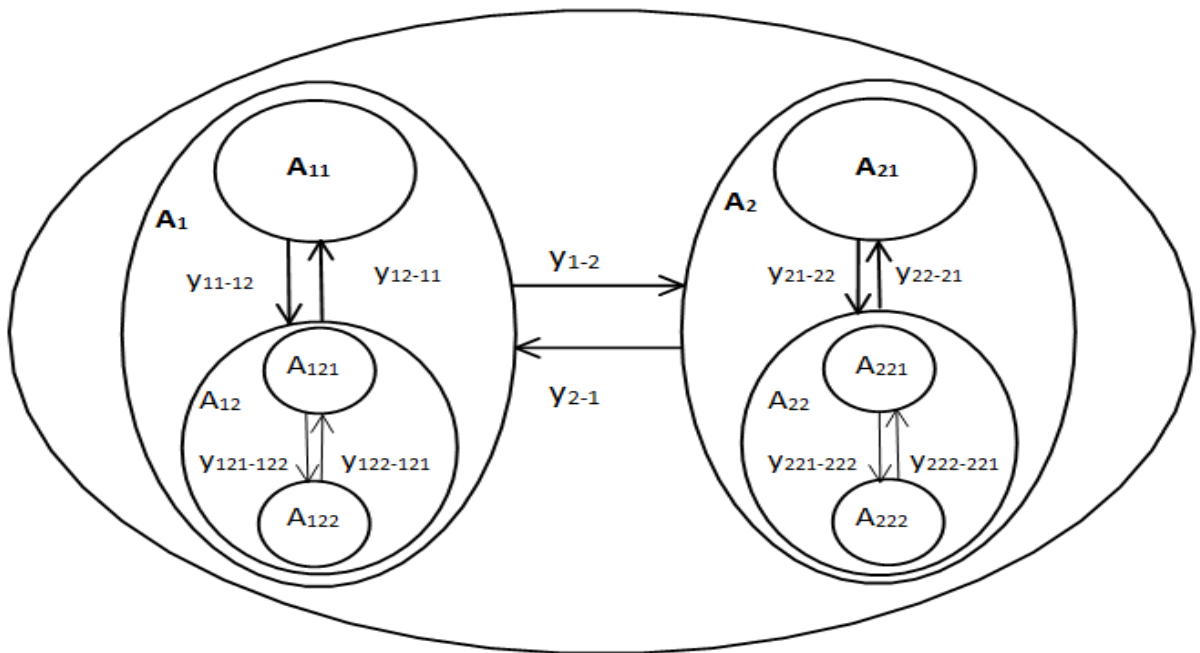 A₁₁
A₂₁
A₁
A₂
y₁₁₋₁₂
y₁₂₋₁₁
y₁₋₂
y₂₁₋₂₂
y₂₂₋₂₁
A₁₂₁
A₂₂₁
A₁₂
y₂₋₁
A₂₂
y₁₂₁₋₁₂₂
y₁₂₂₋₁₂₁
y₂₂₁₋₂₂₂
y₂₂₂₋₂₂₁
A₁₂₂
A₂₂₂